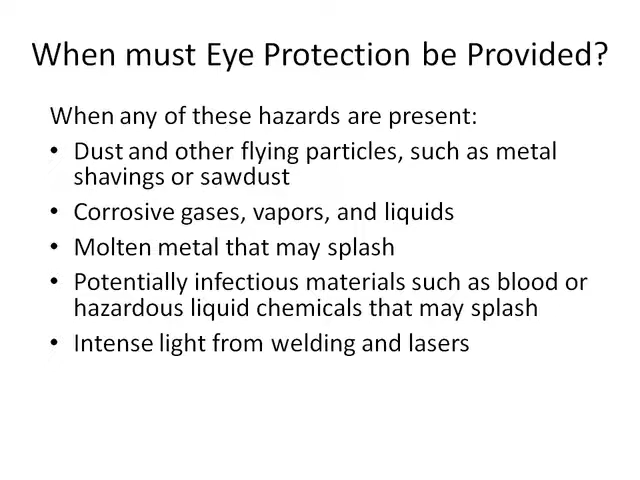 When must Eye Protection be Provided?
When any of these hazards are present:
• Dust and other flying particles, such as metal
shavings or sawdust
• Corrosive gases, vapors, and liquids
• Molten metal that may splash
• Potentially infectious materials such as blood or
hazardous liquid chemicals that may splash
• Intense light from welding and lasers